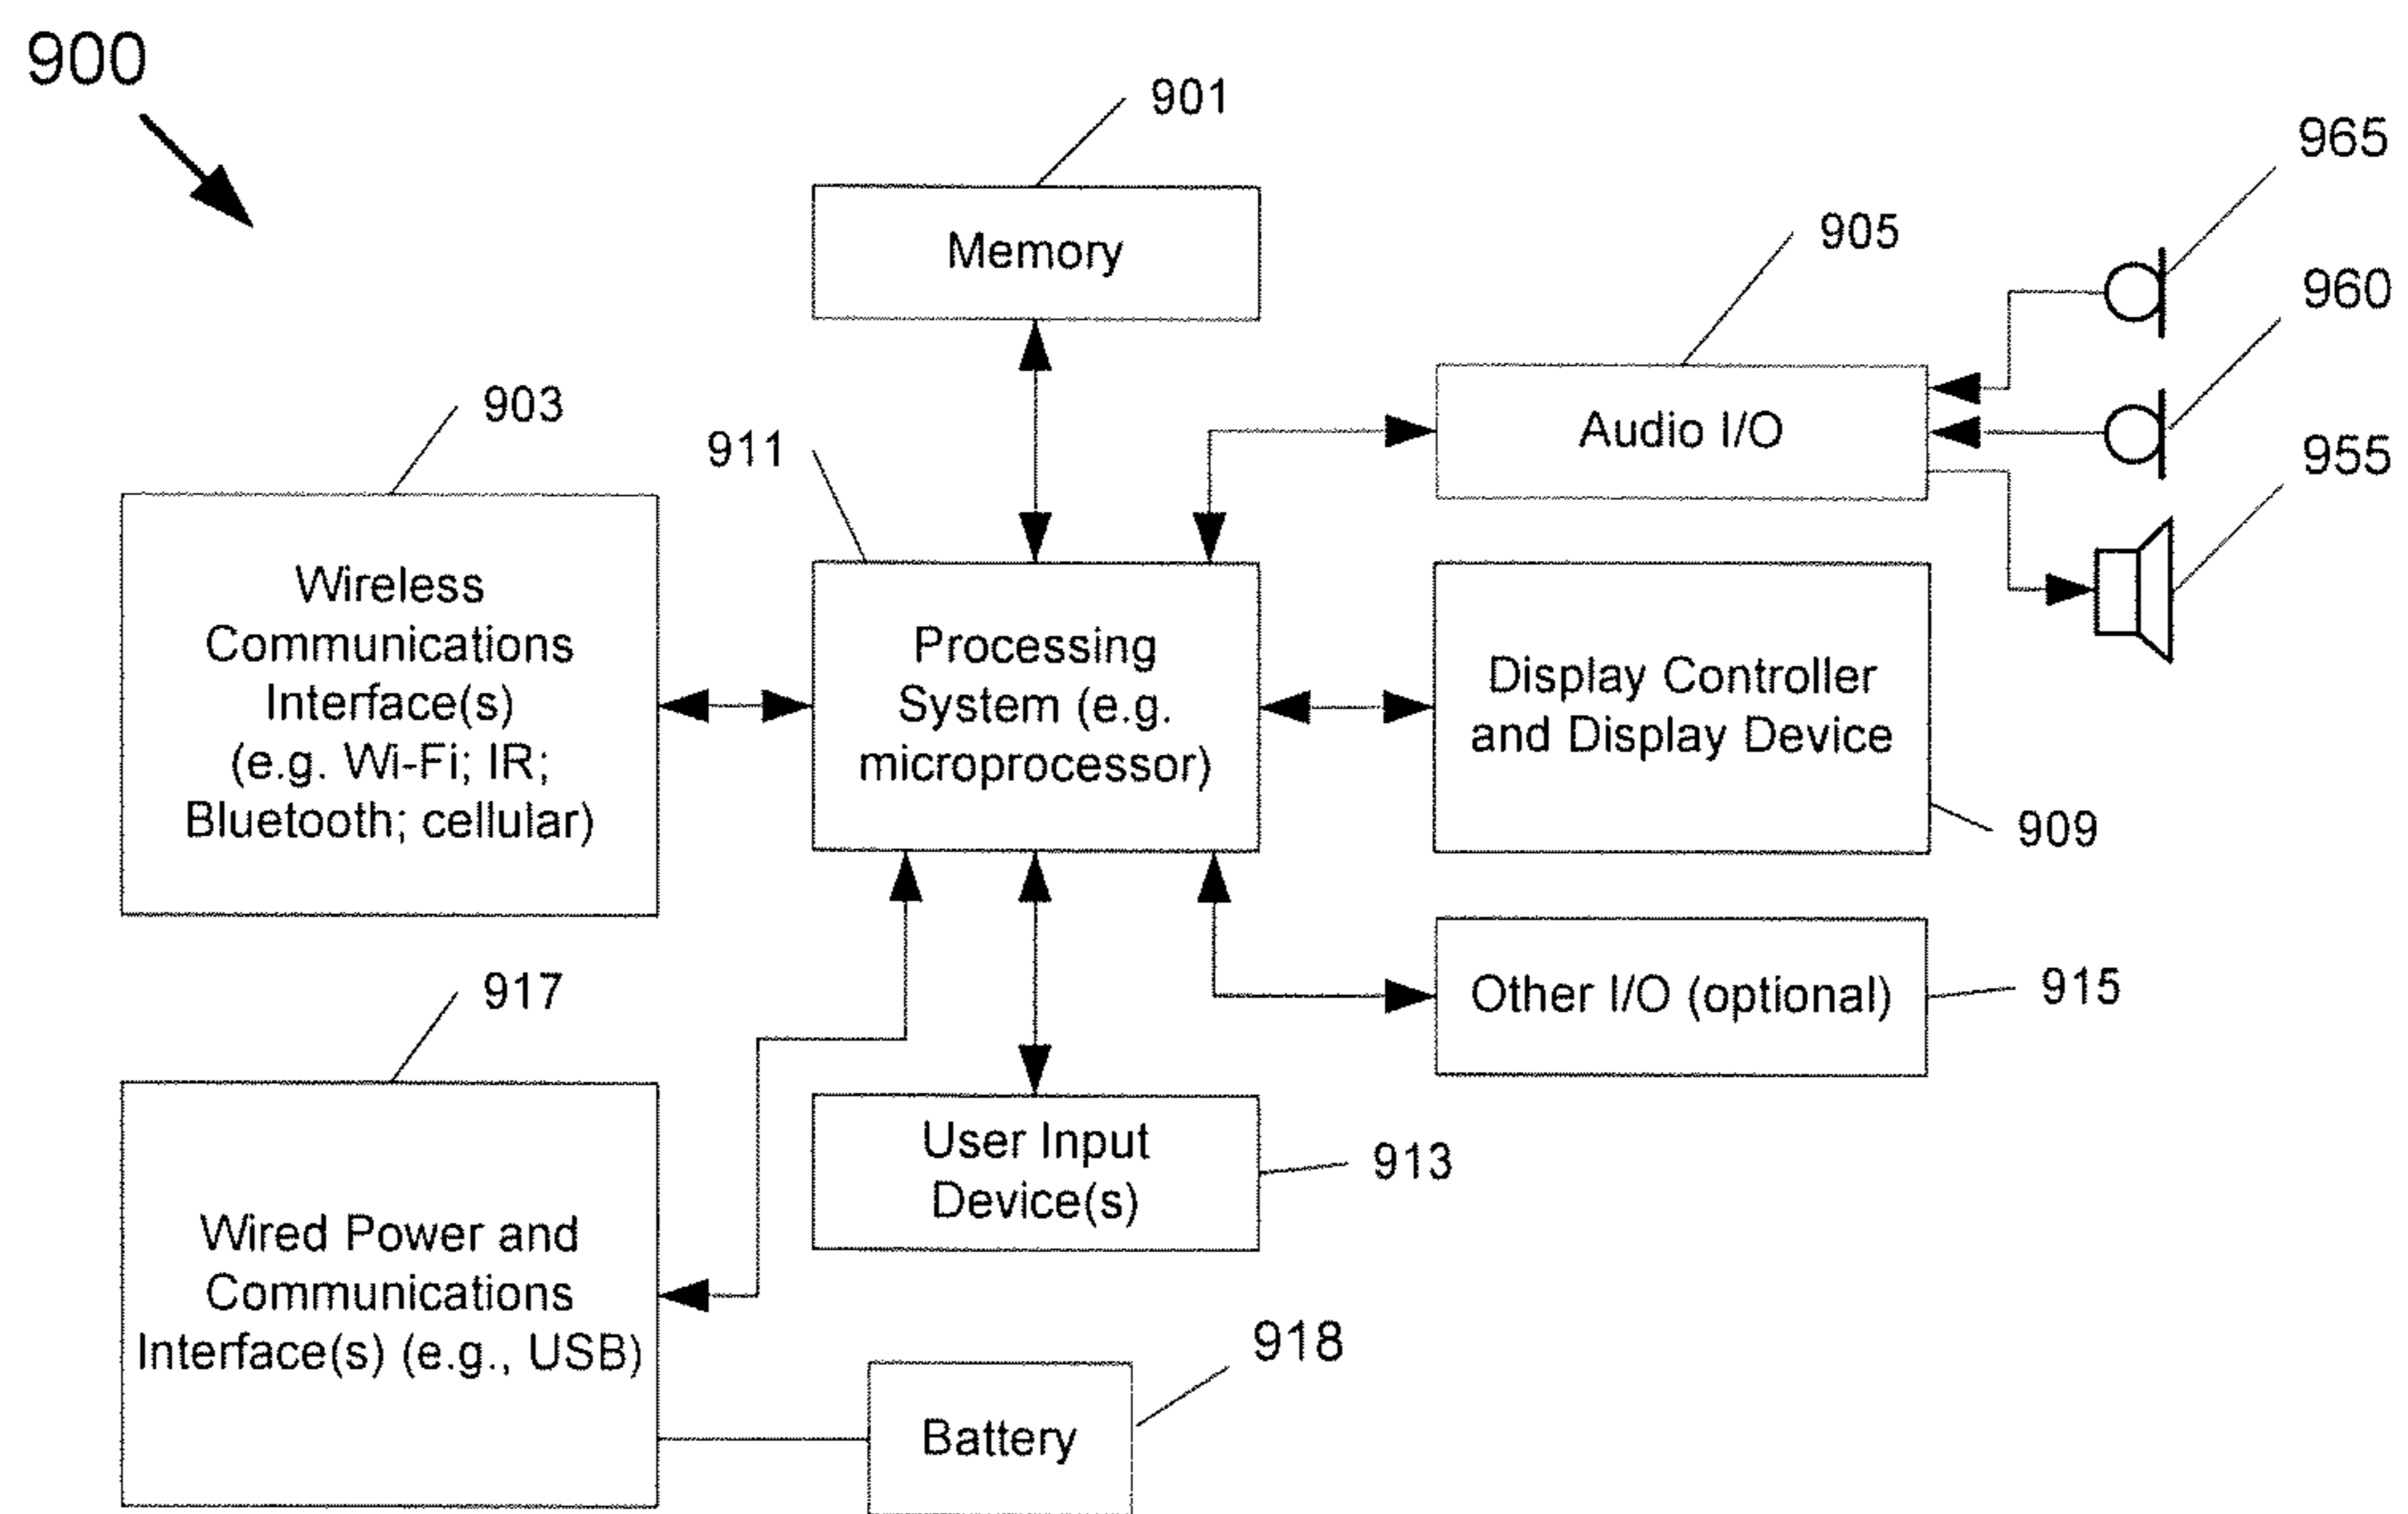 900
901
965
Memory
905
960
903
911
Audio I/O
955
Wireless
Communications
Interface(s)
(e.g. Wi-Fi; IR;
Bluetooth; cellular)
Processing
System (e.g.
microprocessor)
Display Controller
and Display Device
909
917
Other I/O (optional)
915
User Input
Device(s)
913
Wired Power and
Communications
Interface(s) (e.g., USB)
918
Battery